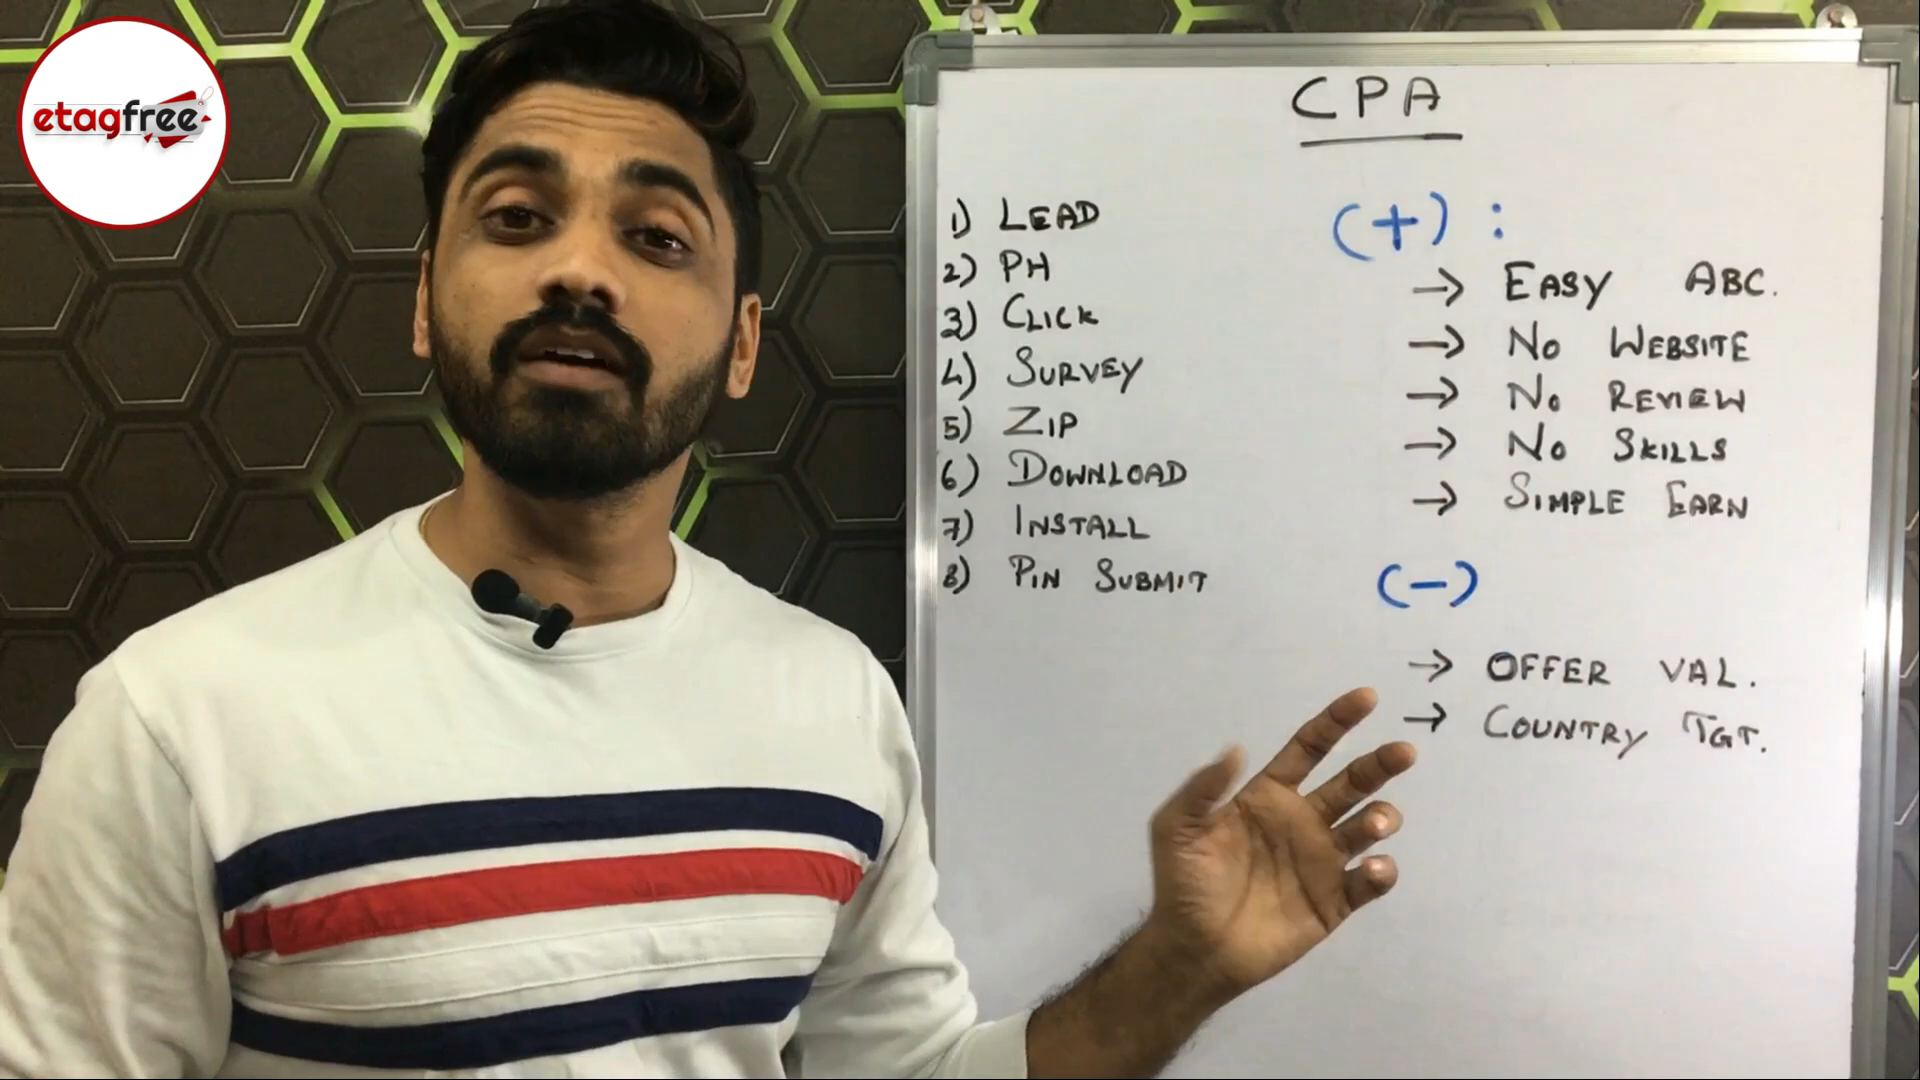 etagfree
CPA
1) LEAD
2) PH
3) CLICK
4) SURVEY
5) ZIP
6) DOWNLOAD
7) INSTALL
8) PIN SUBMIT
(+) :
→ EASY ABC.
→ NO WEBSITE
→ NO REVIEW
→ NO SKILLS
→ SIMPLE EARN
(-)
→ OFFER VAL.
→ COUNTRY TGT.